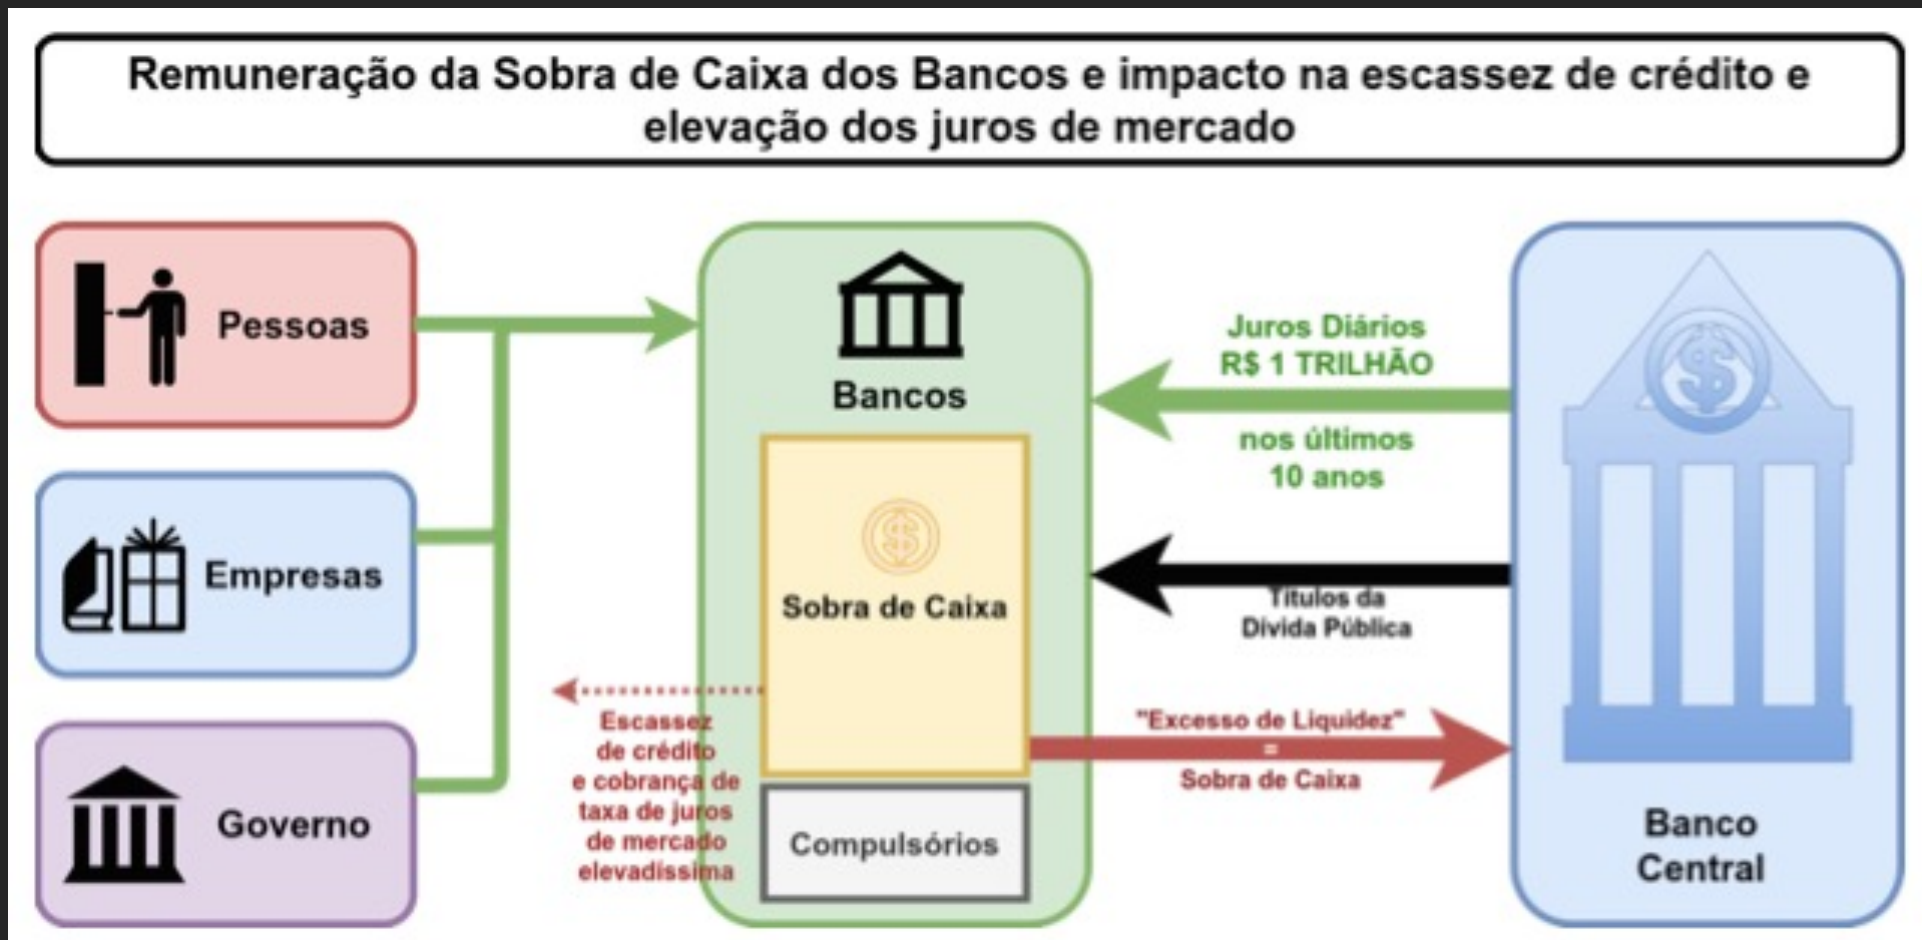 Remuneração da Sobra de Caixa dos Bancos e impacto na escassez de crédito e
elevação dos juros de mercado
Pessoas
Empresas
Governo
Bancos
Sobra de Caixa
Compulsórios
Escassez
de crédito
e cobrança de
taxa de juros
de mercado
elevadíssima
Juros Diários
R$ 1 TRILHÃO
nos últimos
10 anos
Títulos da
Dívida Pública
"Excesso de Liquidez"
=
Sobra de Caixa
Banco
Central